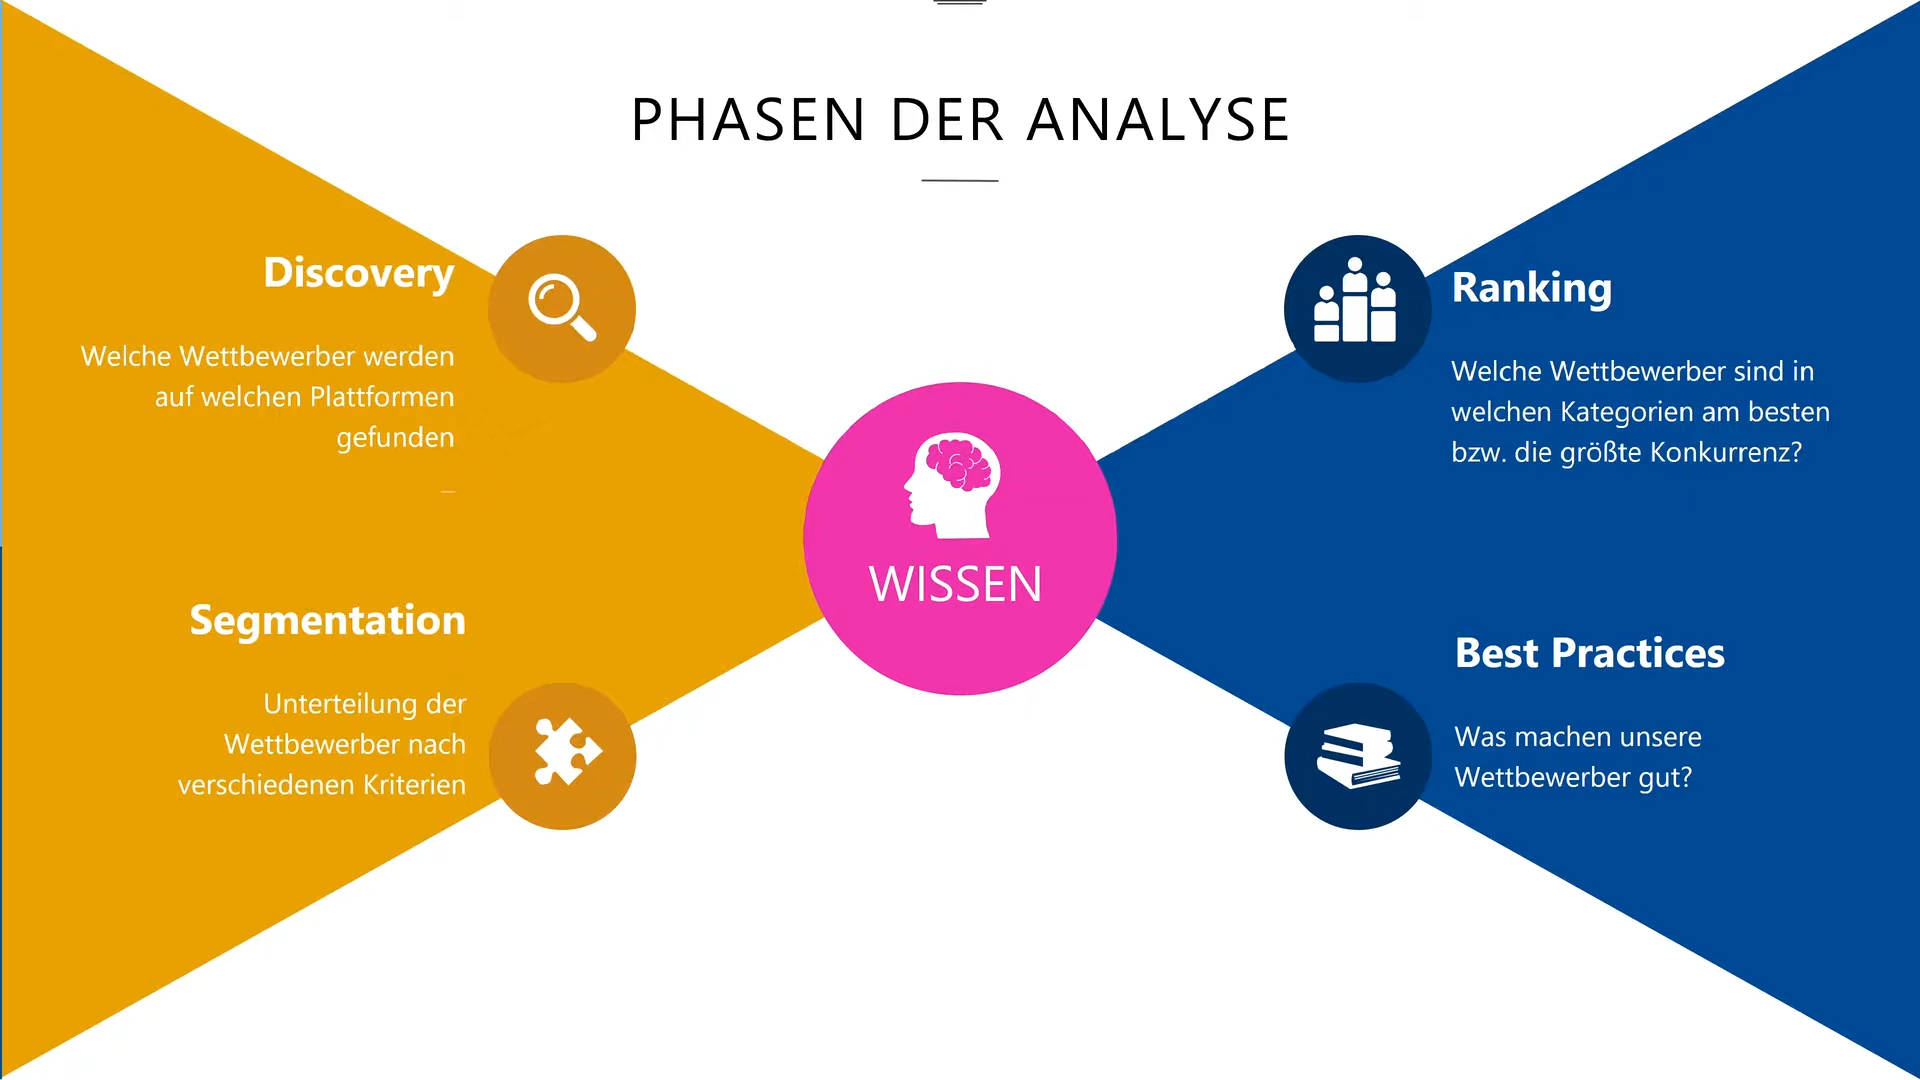 PHASEN DER ANALYSE
Discovery
Welche Wettbewerber werden
auf welchen Plattformen
gefunden
Segmentation
Unterteilung der
Wettbewerber nach
verschiedenen Kriterien
WISSEN
Ranking
Welche Wettbewerber sind in
welchen Kategorien am besten
bzw. die größte Konkurrenz?
Best Practices
Was machen unsere
Wettbewerber gut?